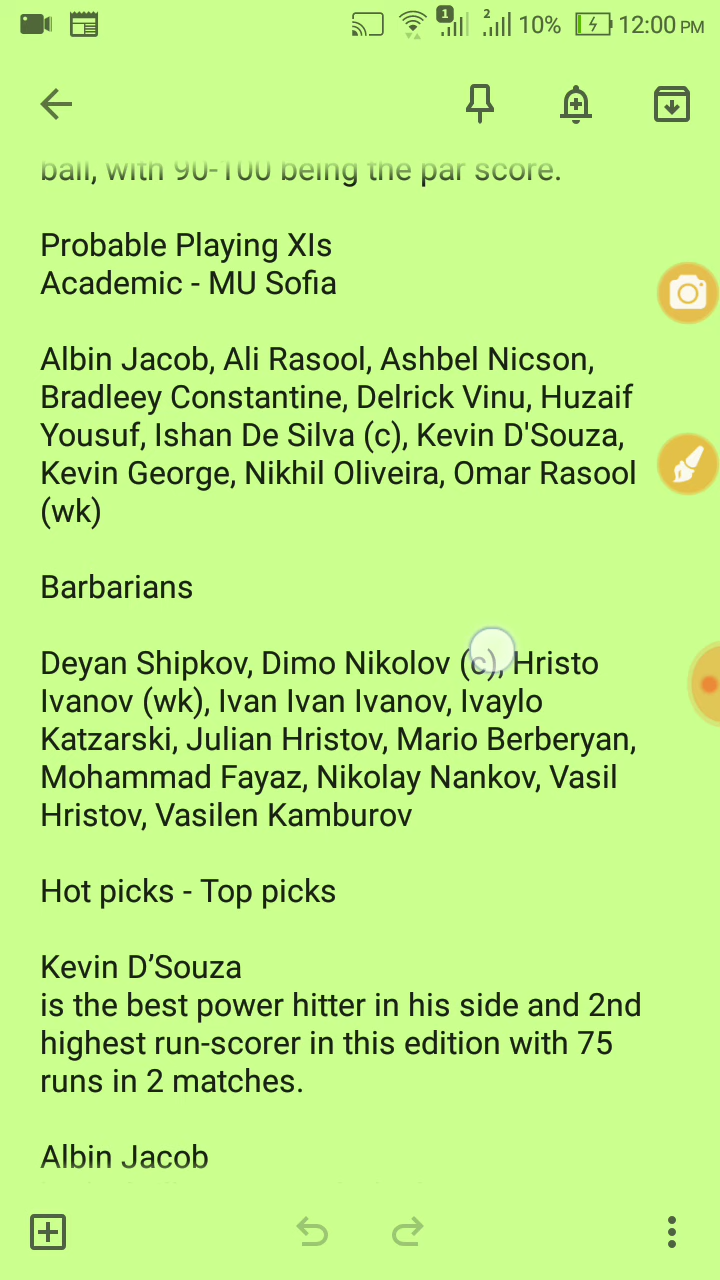 1
2
10%
12:00 PM
ball, with 90-100 being the par score.
Probable Playing XIs
Academic - MU Sofia
Albin Jacob, Ali Rasool, Ashbel Nicson,
Bradleey Constantine, Delrick Vinu, Huzaif
Yousuf, Ishan De Silva (c), Kevin D'Souza,
Kevin George, Nikhil Oliveira, Omar Rasool
(wk)
Barbarians
Deyan Shipkov, Dimo Nikolov (c), Hristo
Ivanov (wk), Ivan Ivan Ivanov, Ivaylo
Katzarski, Julian Hristov, Mario Berberyan,
Mohammad Fayaz, Nikolay Nankov, Vasil
Hristov, Vasilen Kamburov
Hot picks - Top picks
Kevin D’Souza
is the best power hitter in his side and 2nd
highest run-scorer in this edition with 75
runs in 2 matches.
Albin Jacob